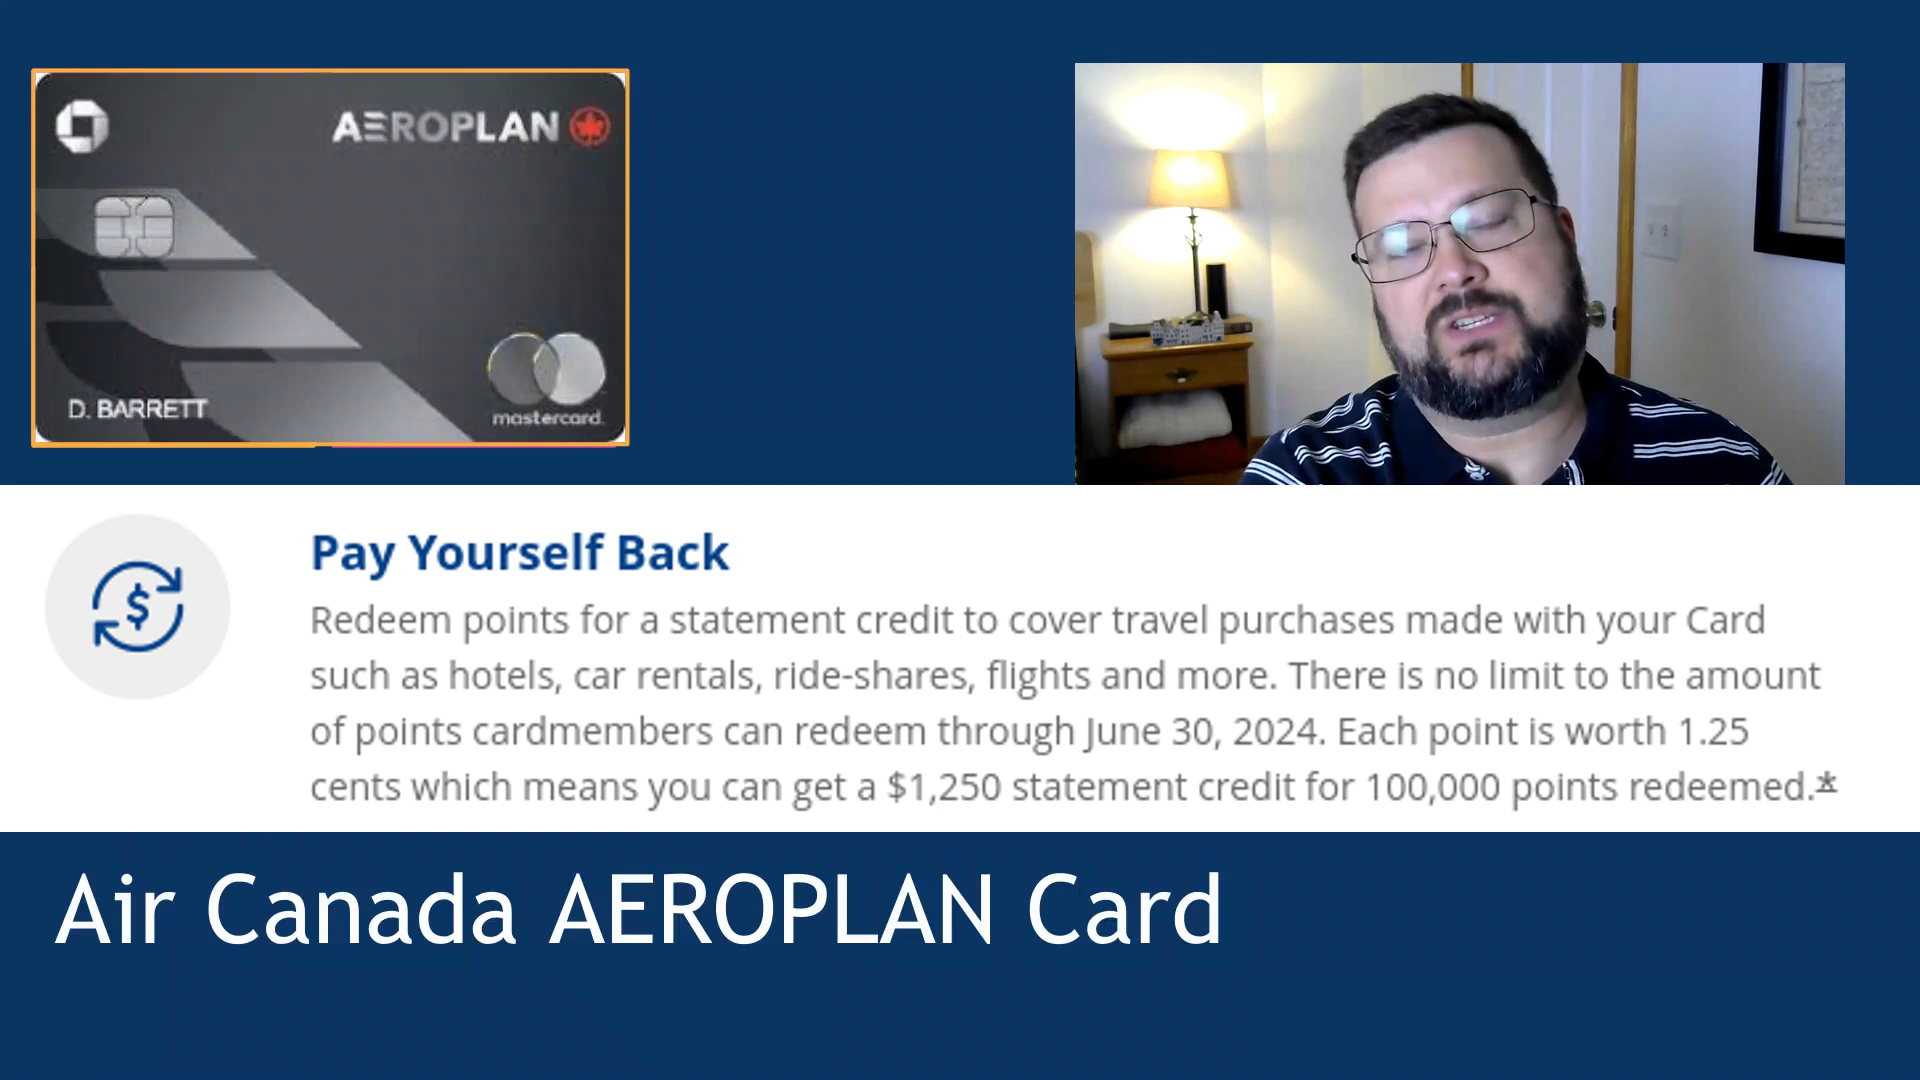 AEROPLAN
D. BARRETT
mastercard.
Pay Yourself Back
Redeem points for a statement credit to cover travel purchases made with your Card
such as hotels, car rentals, ride-shares, flights and more. There is no limit to the amount
of points cardmembers can redeem through June 30, 2024. Each point is worth 1.25
cents which means you can get a $1,250 statement credit for 100,000 points redeemed.*
Air Canada AEROPLAN Card